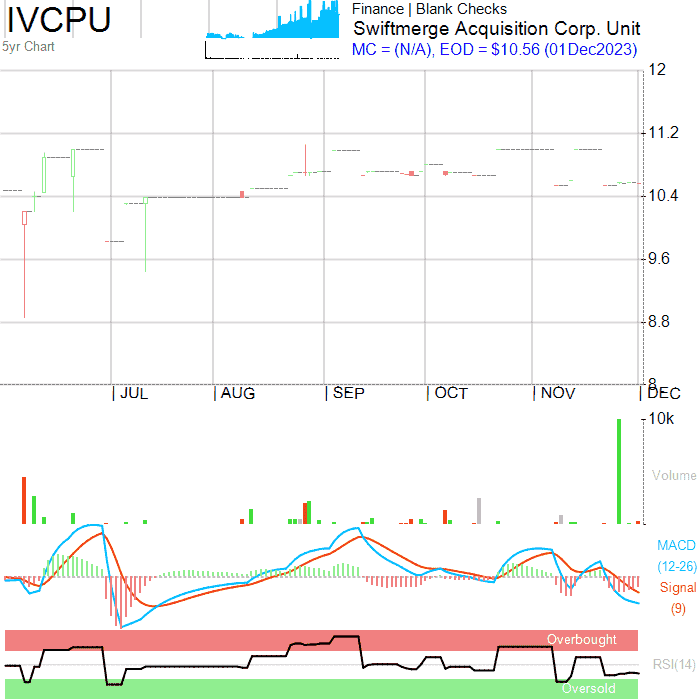 IVCPU
5yr Chart
Finance | Blank Checks
Swiftmerge Acquisition Corp. Unit
MC = (N/A), EOD = $10.56 (01Dec2023)
12
11.2
10.4
9.6
8.8
8
JUL AUG SEP OCT NOV DEC
10k
Volume
MACD
(12-26)
Signal
(9)
Overbought
RSI(14)
Oversold